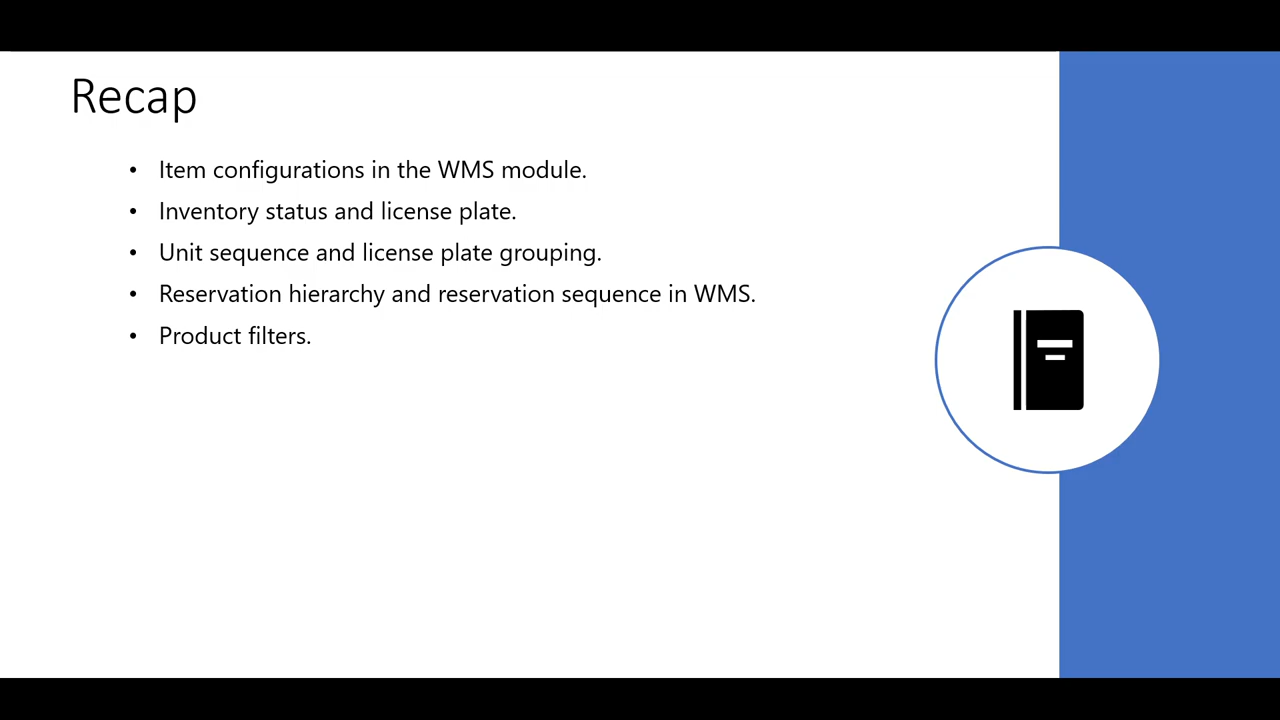 Recap
• Item configurations in the WMS module.
• Inventory status and license plate.
• Unit sequence and license plate grouping.
• Reservation hierarchy and reservation sequence in WMS.
• Product filters.